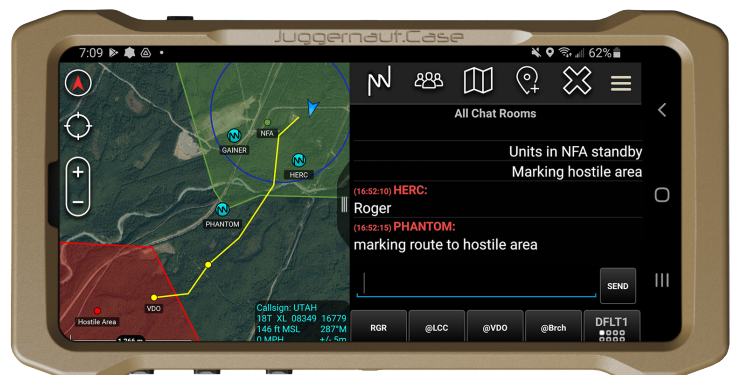 Juggernaut.Case
7:09
62%
All Chat Rooms
Units in NFA standby
Marking hostile area
(16:52:10) HERC:
Roger
(16:52:15) PHANTOM:
marking route to hostile area
SEND
RGR
@LCC
@VDO
@Brch
DFLT1
NFA
GAINER
HERC
PHANTOM
VDO
Hostile Area
Callsign: UTAH
18T XL 08349 16779
146 ft MSL 287°M
0 MPH +/- 5m